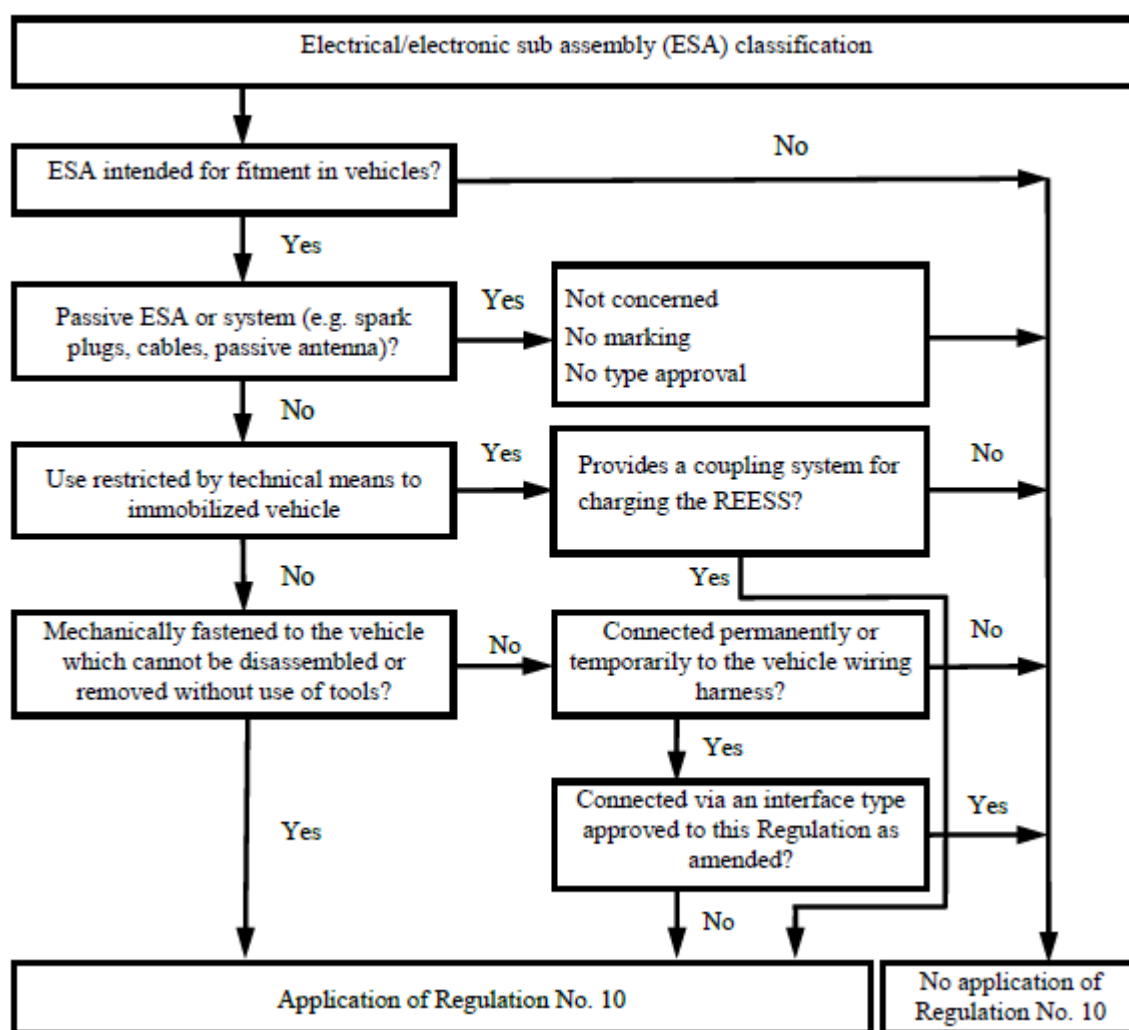 Electrical/electronic sub assembly (ESA) classification
No
ESA intended for fitment in vehicles?
Yes
Passive ESA or system (e.g. spark
plugs, cables, passive antenna)?
Yes
Not concerned
No marking
No type approval
No
Use restricted by technical means to
immobilized vehicle
Yes
Provides a coupling system for
charging the REESS?
No
No
Yes
Mechanically fastened to the vehicle
which cannot be disassembled or
removed without use of tools?
No
Connected permanently or
temporarily to the vehicle wiring
harness?
No
Yes
Connected via an interface type
approved to this Regulation as
amended?
Yes
Yes
No
Application of Regulation No. 10
No application of
Regulation No. 10